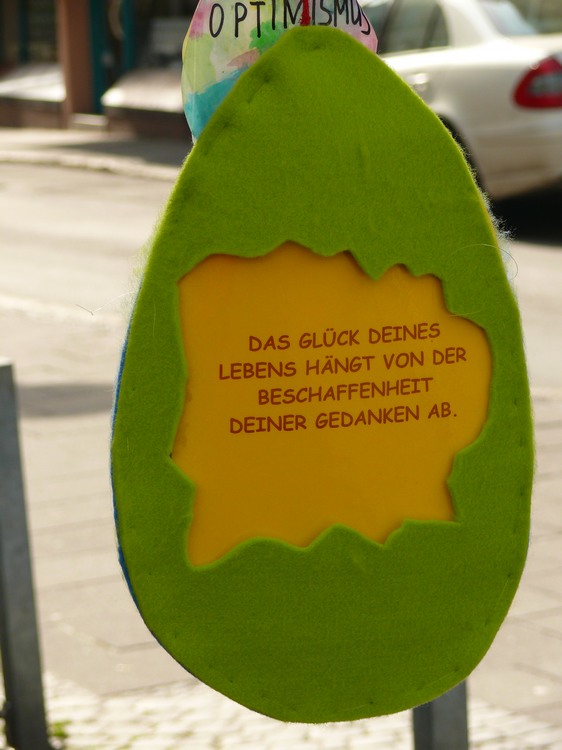 OPTIMISMUS
DAS GLÜCK DEINES
LEBENS HÄNGT VON DER
BESCHAFFENHEIT
DEINER GEDANKEN AB.